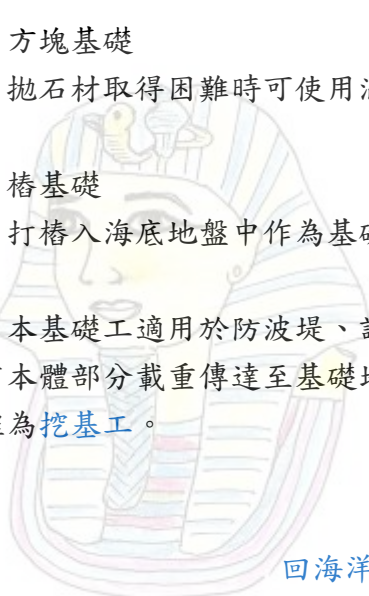 方塊基礎
拋石材取得困難時可使用
樁基礎
打樁入海底地盤中作為基
本基礎工適用於防波堤、
本體部分載重傳達至基礎
為挖基工。
回海洋